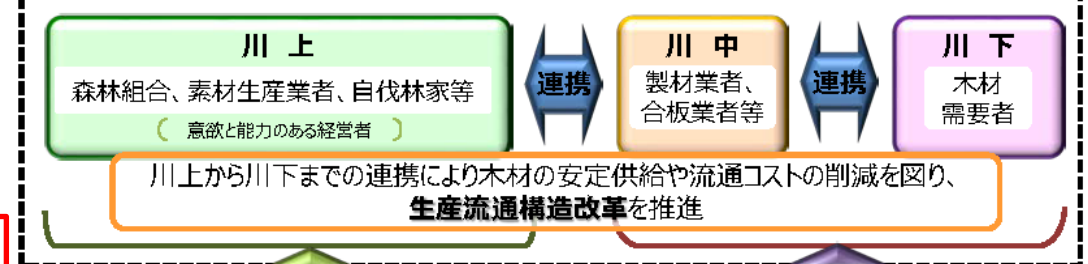 川 上
森林組合、素材生産業者、自伐林家等
( 意欲と能力のある経営者 )
連携
川 中
製材業者、
合板業者等
連携
川 下
木材
需要者
川上から川下までの連携により木材の安定供給や流通コストの削減を図り、
生産流通構造改革を推進